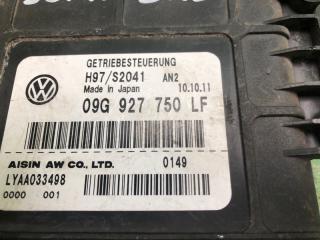 GETRIEBESTEUERUNG
H97/S2041 AN2
Made in Japan 10.10.11
09G 927 750 LF
AISIN AW CO., LTD. 0149
LYAA033498
0000 001